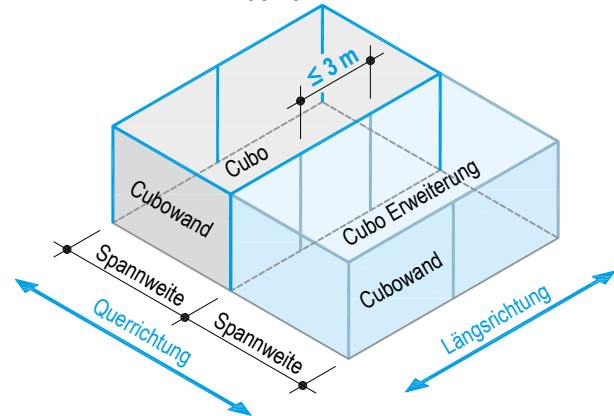 ≤ 3 m
Cubo
Cubowand
Cubo Erweiterung
Cubowand
Spannweite
Spannweite
Querrichtung
Längsrichtung